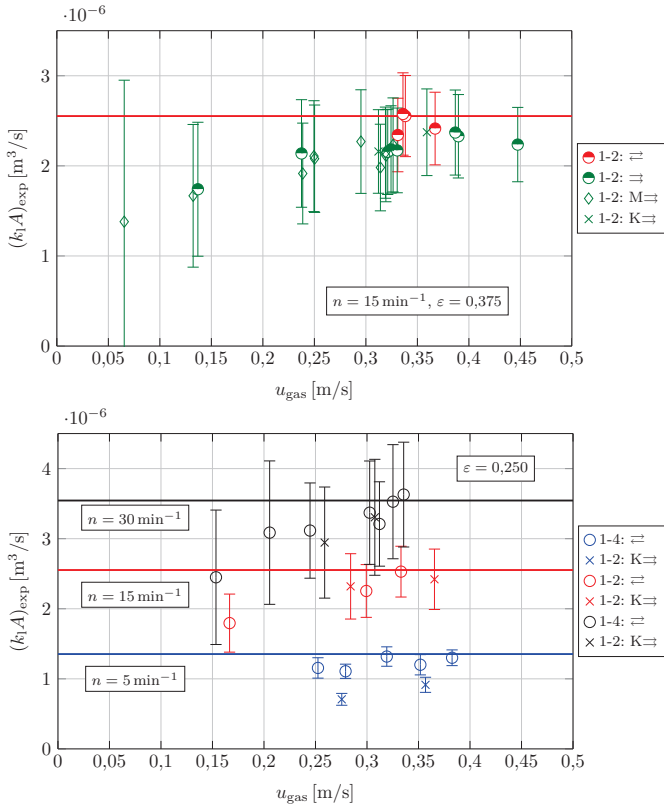 ·10⁻⁶
3
2
1
0
(k₁A)exp [m³/s]
n = 15 min⁻¹, ε = 0,375
0 0,05 0,1 0,15 0,2 0,25 0,3 0,35 0,4 0,45 0,5
u_gas [m/s]
1-2: ⇄
1-2: ⇉
1-2: M⇉
1-2: K⇉
·10⁻⁶
4
3
2
1
0
(k₁A)exp [m³/s]
ε = 0,250
n = 30 min⁻¹
n = 15 min⁻¹
n = 5 min⁻¹
0 0,05 0,1 0,15 0,2 0,25 0,3 0,35 0,4 0,45 0,5
u_gas [m/s]
1-4: ⇄
1-2: K⇉
1-2: ⇄
1-2: K⇉
1-4: ⇄
1-2: K⇉